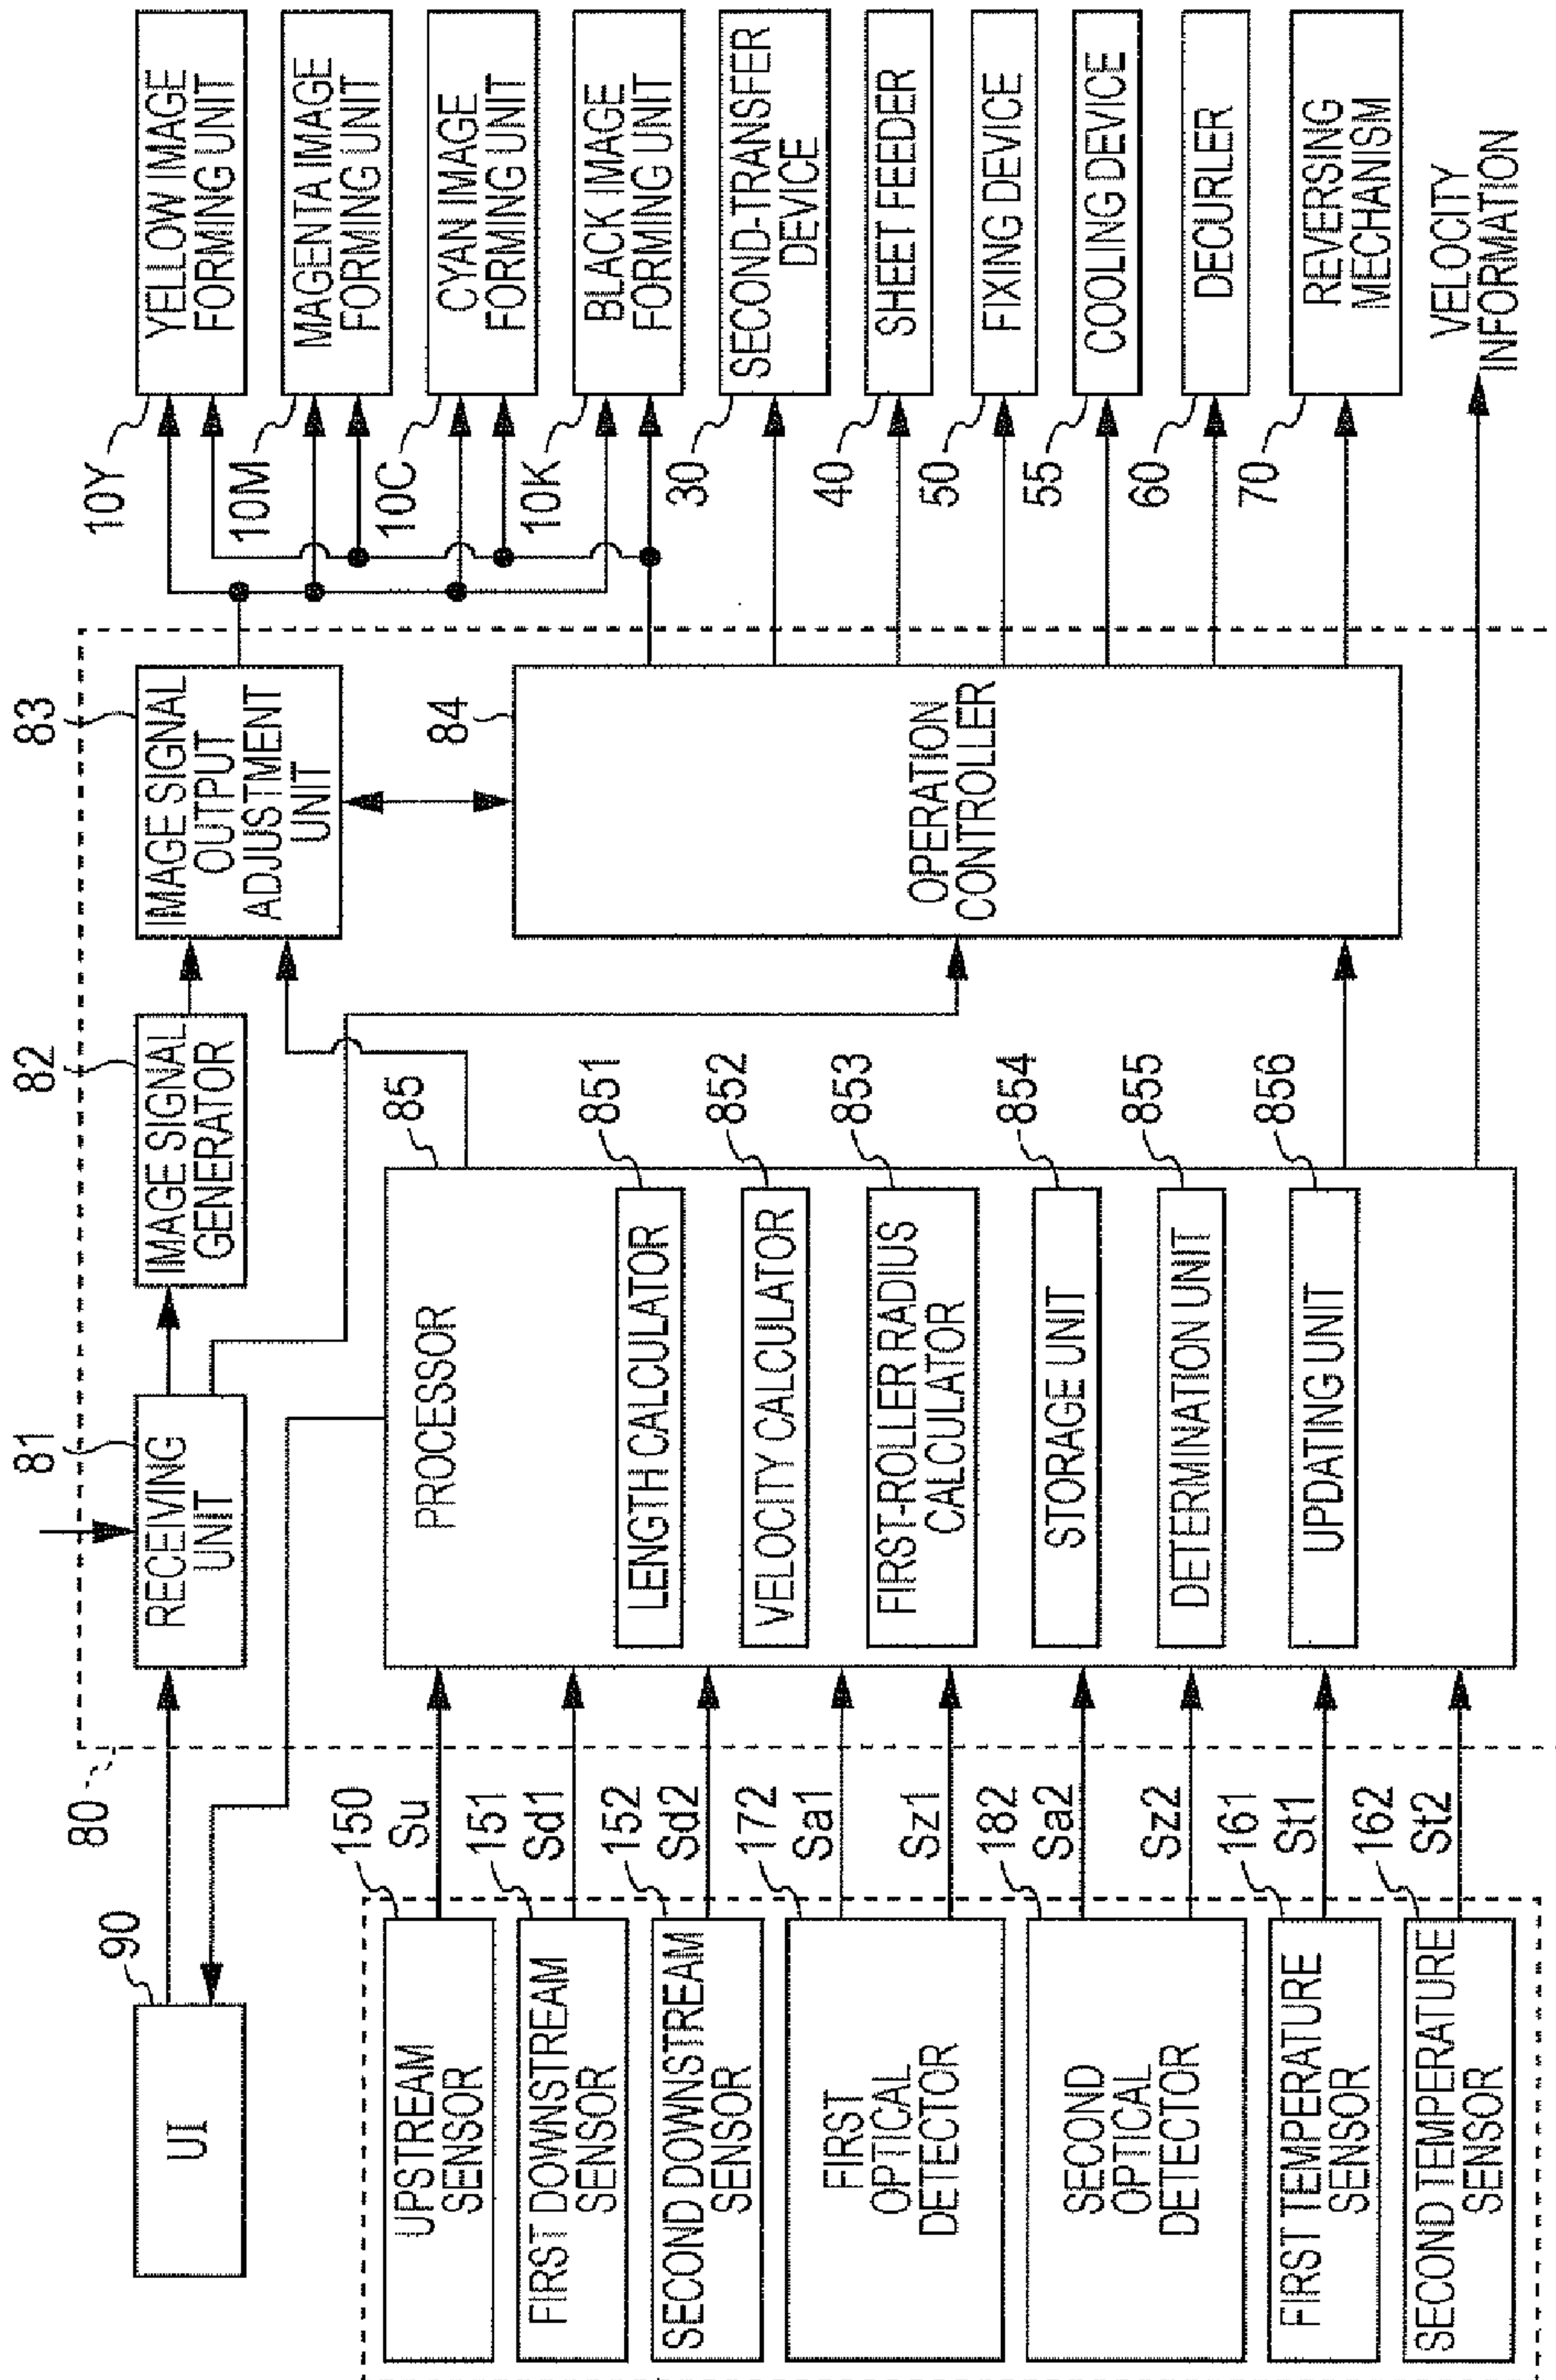 90
UI
80
81
RECEIVING
UNIT
82
IMAGE SIGNAL
GENERATOR
83
IMAGE SIGNAL
OUTPUT
ADJUSTMENT
UNIT
84
OPERATION
CONTROLLER
85
PROCESSOR
LENGTH CALCULATOR
851
VELOCITY CALCULATOR
852
FIRST-ROLLER RADIUS
CALCULATOR
853
STORAGE UNIT
854
DETERMINATION UNIT
855
UPDATING UNIT
856
UPSTREAM
SENSOR
150
Su
FIRST DOWNSTREAM
SENSOR
151
Sd1
SECOND DOWNSTREAM
SENSOR
152
Sd2
FIRST
OPTICAL
DETECTOR
172
Sa1
Sz1
SECOND
OPTICAL
DETECTOR
182
Sa2
Sz2
FIRST TEMPERATURE
SENSOR
161
St1
SECOND TEMPERATURE
SENSOR
162
St2
10Y
YELLOW IMAGE
FORMING UNIT
10M
MAGENTA IMAGE
FORMING UNIT
10C
CYAN IMAGE
FORMING UNIT
10K
BLACK IMAGE
FORMING UNIT
30
SECOND-TRANSFER
DEVICE
40
SHEET FEEDER
50
FIXING DEVICE
55
COOLING DEVICE
60
DECURLER
70
REVERSING
MECHANISM
VELOCITY
INFORMATION